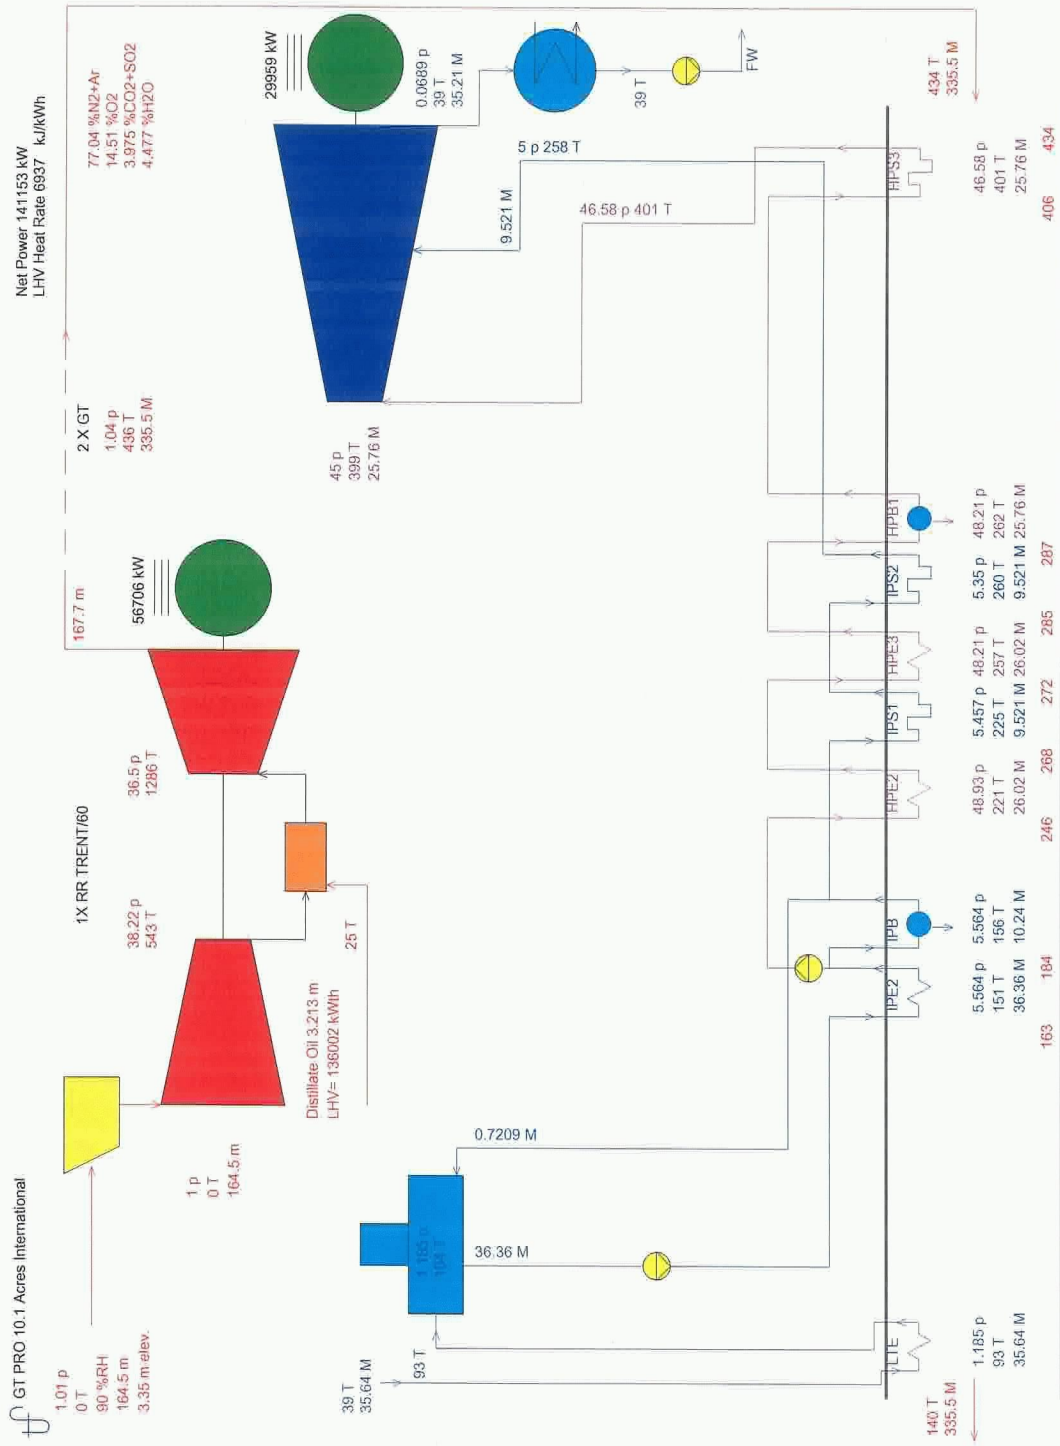 GT PRO 10.1 Acres International
Net Power 141153 kW
LHV Heat Rate 6937 kJ/kWh
1X RR TRENT/60
1.01 p
0 T
90 %RH
164.5 m
3.35 m elev.
1 p
0 T
164.5 m
38.22 p
543 T
36.5 p
1286 T
Distillate Oil 3.213 m
LHV= 136002 kWth
25 T
56706 kW
167.7 m
2 X GT
1.04 p
436 T
335.5 M
77.04 %N2+Ar
14.51 %O2
3.975 %CO2+SO2
4.477 %H2O
29959 kW
0.0689 p
39 T
35.21 M
39 T
FW
45 p
399 T
25.76 M
9.521 M
5 p 258 T
46.58 p 401 T
39 T
35.64 M
93 T
1.185 p
104 T
36.36 M
0.7209 M
LTE
IPE2
IPB
HPE2
IPS1
HPE3
IPS2
HPB1
HPS3
140 T
335.5 M
434 T
335.5 M
1.185 p
93 T
35.64 M
5.564 p
151 T
36.36 M
5.564 p
156 T
10.24 M
48.93 p
221 T
26.02 M
5.457 p
225 T
9.521 M
48.21 p
257 T
26.02 M
5.35 p
260 T
9.521 M
48.21 p
262 T
25.76 M
46.58 p
401 T
25.76 M
163
184
246
268
272
285
287
406
434